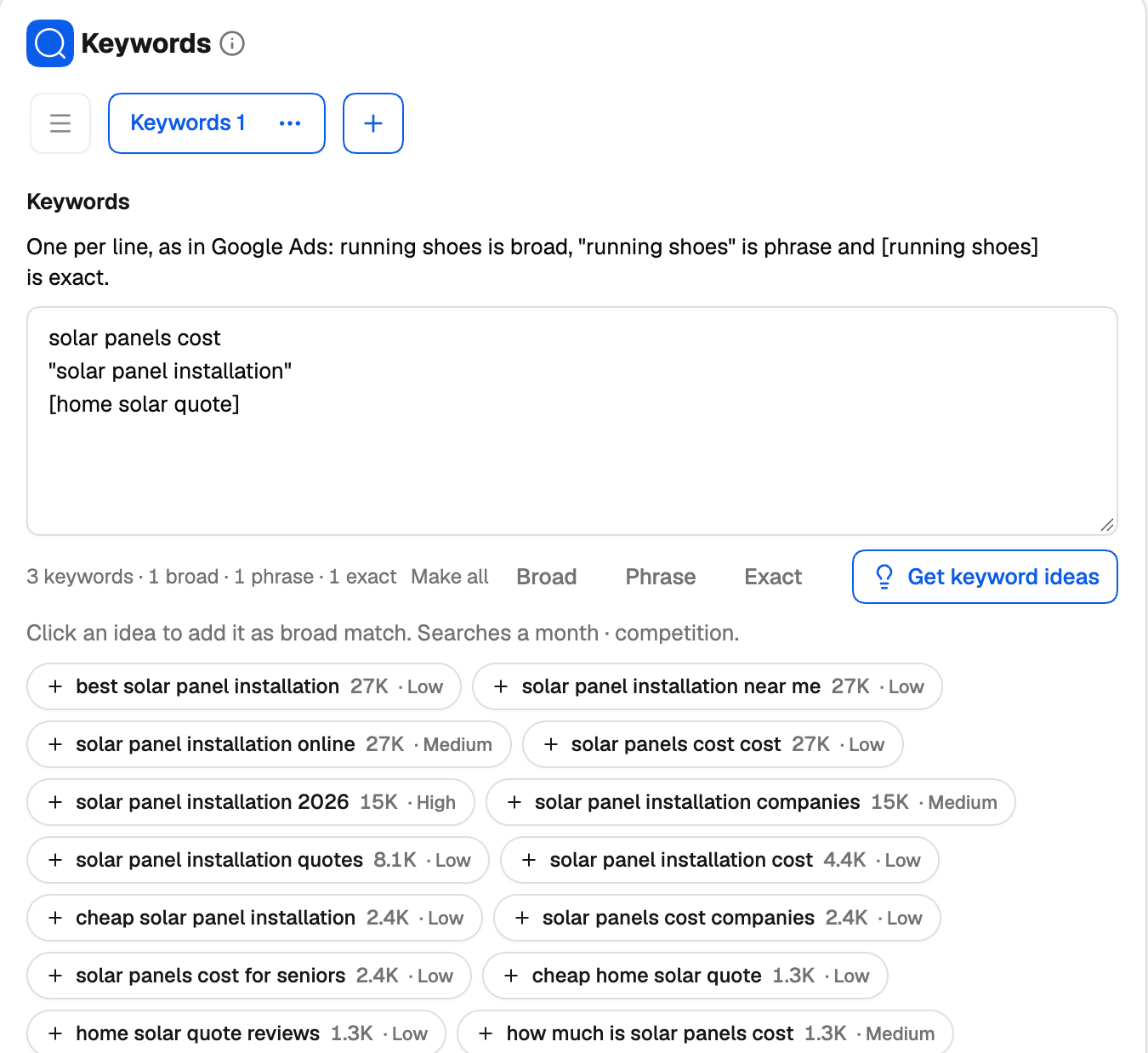 Keywords
Keywords 1 ••• +
Keywords
One per line, as in Google Ads: running shoes is broad, "running shoes" is phrase and [running shoes]
is exact.
solar panels cost
"solar panel installation"
[home solar quote]
3 keywords · 1 broad · 1 phrase · 1 exact Make all Broad Phrase Exact Get keyword ideas
Click an idea to add it as broad match. Searches a month · competition.
+ best solar panel installation 27K · Low + solar panel installation near me 27K · Low
+ solar panel installation online 27K · Medium + solar panels cost cost 27K · Low
+ solar panel installation 2026 15K · High + solar panel installation companies 15K · Medium
+ solar panel installation quotes 8.1K · Low + solar panel installation cost 4.4K · Low
+ cheap solar panel installation 2.4K · Low + solar panels cost companies 2.4K · Low
+ solar panels cost for seniors 2.4K · Low + cheap home solar quote 1.3K · Low
+ home solar quote reviews 1.3K · Low + how much is solar panels cost 1.3K · Medium